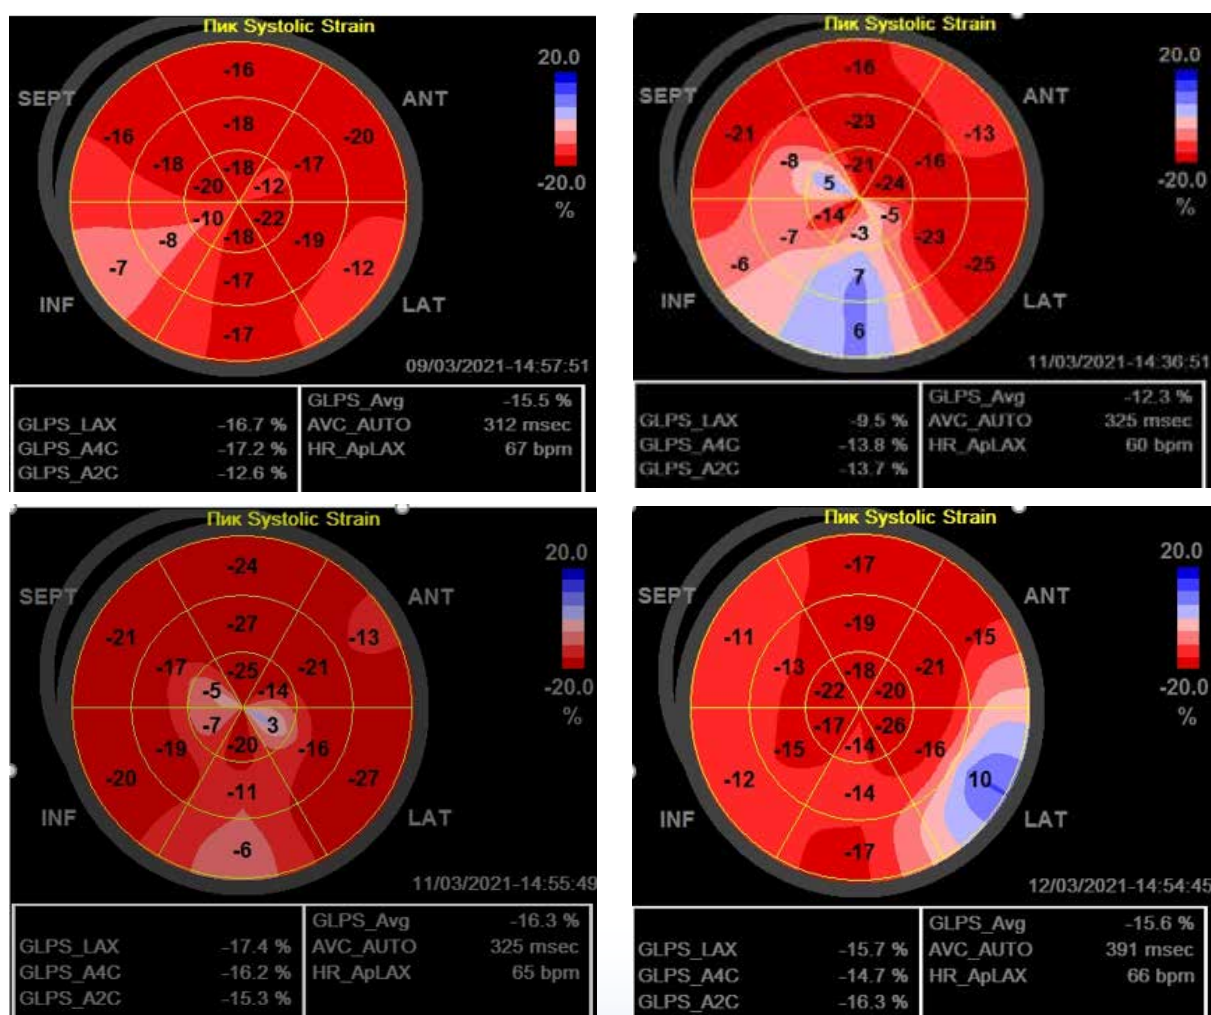 Пик Systolic Strain
-16
20.0
SEPT
ANT
-16
-18
-20
-18
-18
-17
-20
-12
-20.0
%
-10
-22
-8
-18
-19
-7
-12
-17
INF
LAT
-17
09/03/2021-14:57:51
GLPS_Avg -15.5 %
GLPS_LAX -16.7 % AVC_AUTO 312 msec
GLPS_A4C -17.2 % HR_ApLAX 67 bpm
GLPS_A2C -12.6 %
Пик Systolic Strain
-16
20.0
SEPT
ANT
-21
-23
-13
-8
-21
-16
5
-24
-20.0
%
-14
-5
-7
-3
-23
-6
-25
7
INF
LAT
6
11/03/2021-14:36:51
GLPS_Avg -12.3 %
GLPS_LAX -9.5 % AVC_AUTO 325 msec
GLPS_A4C -13.8 % HR_ApLAX 60 bpm
GLPS_A2C -13.7 %
Пик Systolic Strain
20.0
-24
SEPT
ANT
-21
-27
-13
-17
-25
-21
-5
-14
-20.0
%
-7
3
-19
-20
-16
-20
-27
-11
INF
LAT
-6
11/03/2021-14:55:49
GLPS_Avg -16.3 %
GLPS_LAX -17.4 % AVC_AUTO 325 msec
GLPS_A4C -16.2 % HR_ApLAX 65 bpm
GLPS_A2C -15.3 %
Пик Systolic Strain
20.0
-17
SEPT
ANT
-11
-19
-15
-13
-18
-21
-22
-20
-20.0
%
-17
-26
-15
-14
-16
-12
10
-14
INF
LAT
-17
12/03/2021-14:54:45
GLPS_Avg -15.6 %
GLPS_LAX -15.7 % AVC_AUTO 391 msec
GLPS_A4C -14.7 % HR_ApLAX 66 bpm
GLPS_A2C -16.3 %